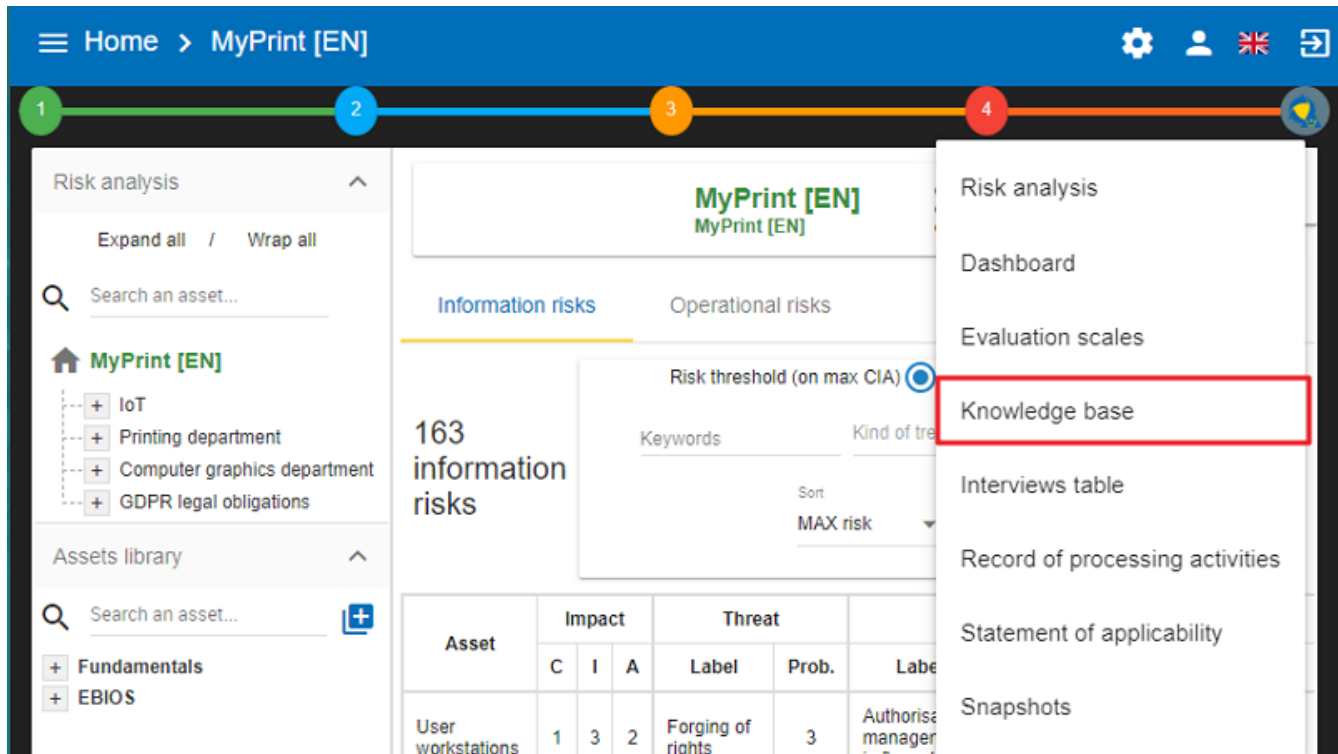 Home > MyPrint [EN]
1 2 3 4
Risk analysis
Expand all / Wrap all
Search an asset...
MyPrint [EN]
+ IoT
+ Printing department
+ Computer graphics department
+ GDPR legal obligations
Assets library
Search an asset...
+ Fundamentals
+ EBIOS
MyPrint [EN]
MyPrint [EN]
Information risks Operational risks
163
information
risks
Risk threshold (on max CIA)
Keywords
Kind of
Sort
MAX risk
Asset Impact Threat
C I A Label Prob.
User
workstations
1 3 2
Forging of
rights
3
Risk analysis
Dashboard
Evaluation scales
Knowledge base
Interviews table
Record of processing activities
Statement of applicability
Snapshots